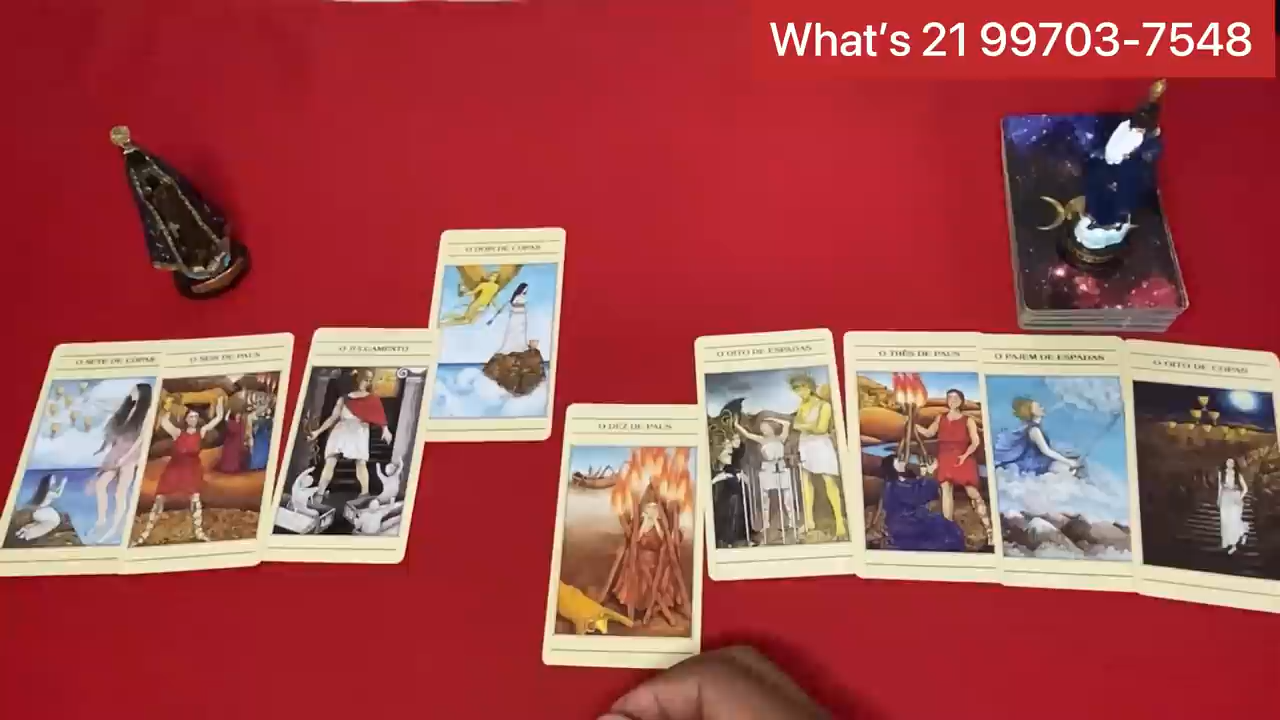 What's 21 99703-7548
O DOIS DE COPAS
O SETE DE COPAS
O SEIS DE PAUS
O JULGAMENTO
O DEZ DE PAUS
O OITO DE ESPADAS
O TRÊS DE PAUS
O PAJEM DE ESPADAS
O OITO DE COPAS